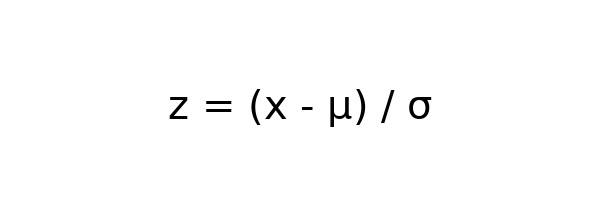 z = (x - μ) / σ